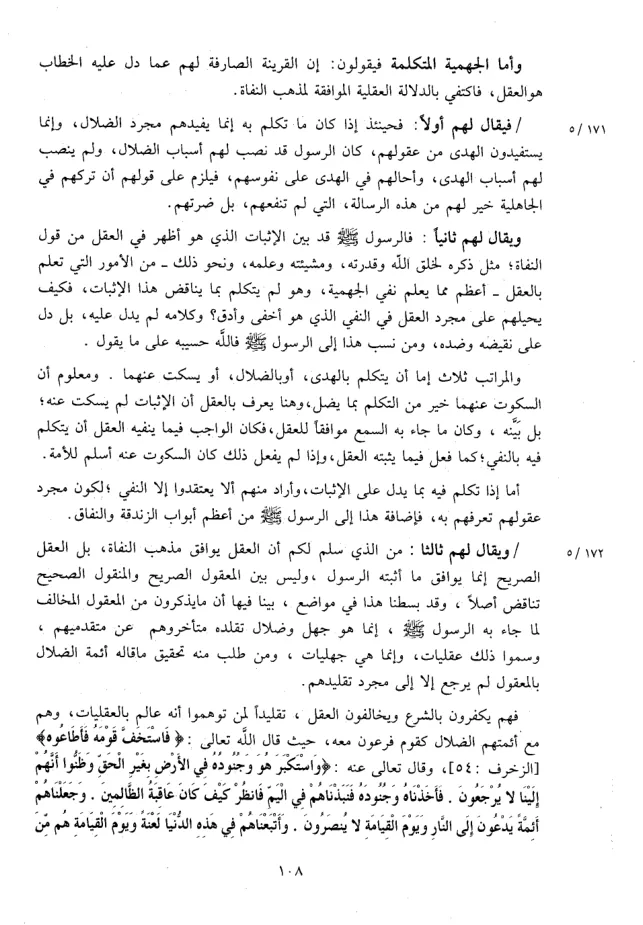 وأما الجهمية المتكلمة فيقولون: إن القرينة الصارفة لهم عما دل عليه الخطاب
هوالعقل، فاكتفي بالدلالة العقلية الموافقة لمذهب النفاة.
٥/ ١٧١
/ فيقال لهم أولاً: فحينئذ إذا كان ما تكلم به إنما يفيدهم مجرد الضلال، وإنما
يستفيدون الهدى من عقولهم، كان الرسول قد نصب لهم أسباب الضلال، ولم ينصب
لهم أسباب الهدى، وأحالهم في الهدى على نفوسهم، فيلزم على قولهم أن تركهم في
الجاهلية خير لهم من هذه الرسالة، التي لم تنفعهم، بل ضرتهم.
ويقال لهم ثانياً : فالرسول ﷺ قد بين الإثبات الذي هو أظهر في العقل من قول
النفاة؛ مثل ذكره لخلق اللّه وقدرته، ومشيئته وعلمه، ونحو ذلك ـ من الأمور التي تعلم
بالعقل ـ أعظم مما يعلم نفي الجهمية، وهو لم يتكلم بما يناقض هذا الإثبات، فكيف
يحيلهم على مجرد العقل في النفي الذي هو أخفى وأدق؟ وكلامه لم يدل عليه، بل دل
على نقيضه وضده، ومن نسب هذا إلى الرسول ﷺ فاللَّه حسيبه على ما يقول .
والمراتب ثلاث إما أن يتكلم بالهدى، أوبالضلال، أو يسكت عنهما . ومعلوم أن
السكوت عنهما خير من التكلم بما يضل،وهنا يعرف بالعقل أن الإثبات لم يسكت عنه؛
بل بَيَّنه ، وكان ما جاء به السمع موافقاً للعقل،فكان الواجب فيما ينفيه العقل أن يتكلم
فيه بالنفي؛كما فعل فيما يثبته العقل،وإذا لم يفعل ذلك كان السكوت عنه أسلم للأمة.
أما إذا تكلم فيه بما يدل على الإثبات،وأراد منهم ألا يعتقدوا إلا النفي ؛لكون مجرد
عقولهم تعرفهم به، فإضافة هذا إلى الرسول ﷺ من أعظم أبواب الزندقة والنفاق.
٥/ ١٧٢
/ ويقال لهم ثالثا : من الذي سلم لكم أن العقل يوافق مذهب النفاة، بل العقل
الصريح إنما يوافق ما أثبته الرسول ،وليس بين المعقول الصريح والمنقول الصحيح
تناقض أصلاً ، وقد بسطنا هذا في مواضع ، بينا فيها أن مايذكرون من المعقول المخالف
لما جاء به الرسول ﷺ ، إنما هو جهل وضلال تقلده متأخروهم عن متقدميهم ،
وسموا ذلك عقليات، وإنما هي جهليات ، ومن طلب منه تحقيق ماقاله أئمة الضلال
بالمعقول لم يرجع إلا إلى مجرد تقليدهم.
فهم يكفرون بالشرع ويخالفون العقل ، تقليداً لمن توهموا أنه عالم بالعقليات، وهم
مع أئمتهم الضلال كقوم فرعون معه، حيث قال اللَّه تعالى :﴿ فَاسْتَخَفَّ قَوْمَهُ فَأَطَاعُوه﴾
[الزخرف :٥٤]، وقال تعالى عنه :﴿وَاسْتَكْبَرَ هُوَ وَجُنُودُهُ فِي الأَرْضِ بِغَيْرِ الْحَقِّ وَظَنُّوا أَنَّهُمْ
إِلَيْنَا لا يُرْجَعُونَ . فَأَخَذْنَاهُ وَجُنُودَهُ فَنَبَذْنَاهُمْ فِي الْيَمِّ فَانظُرْ كَيْفَ كَانَ عَاقِبَةُ الظَّالِمِينَ . وَجَعَلْنَاهُمْ
أَئِمَّةً يَدْعُونَ إِلَى النَّارِ وَيَوْمَ الْقِيَامَةِ لا يُنصَرُونَ . وَأَتْبَعْنَاهُمْ فِي هَذِهِ الدُّنْيَا لَعْنَةً وَيَوْمَ الْقِيَامَةِ هُم مِّنَ
١٠٨